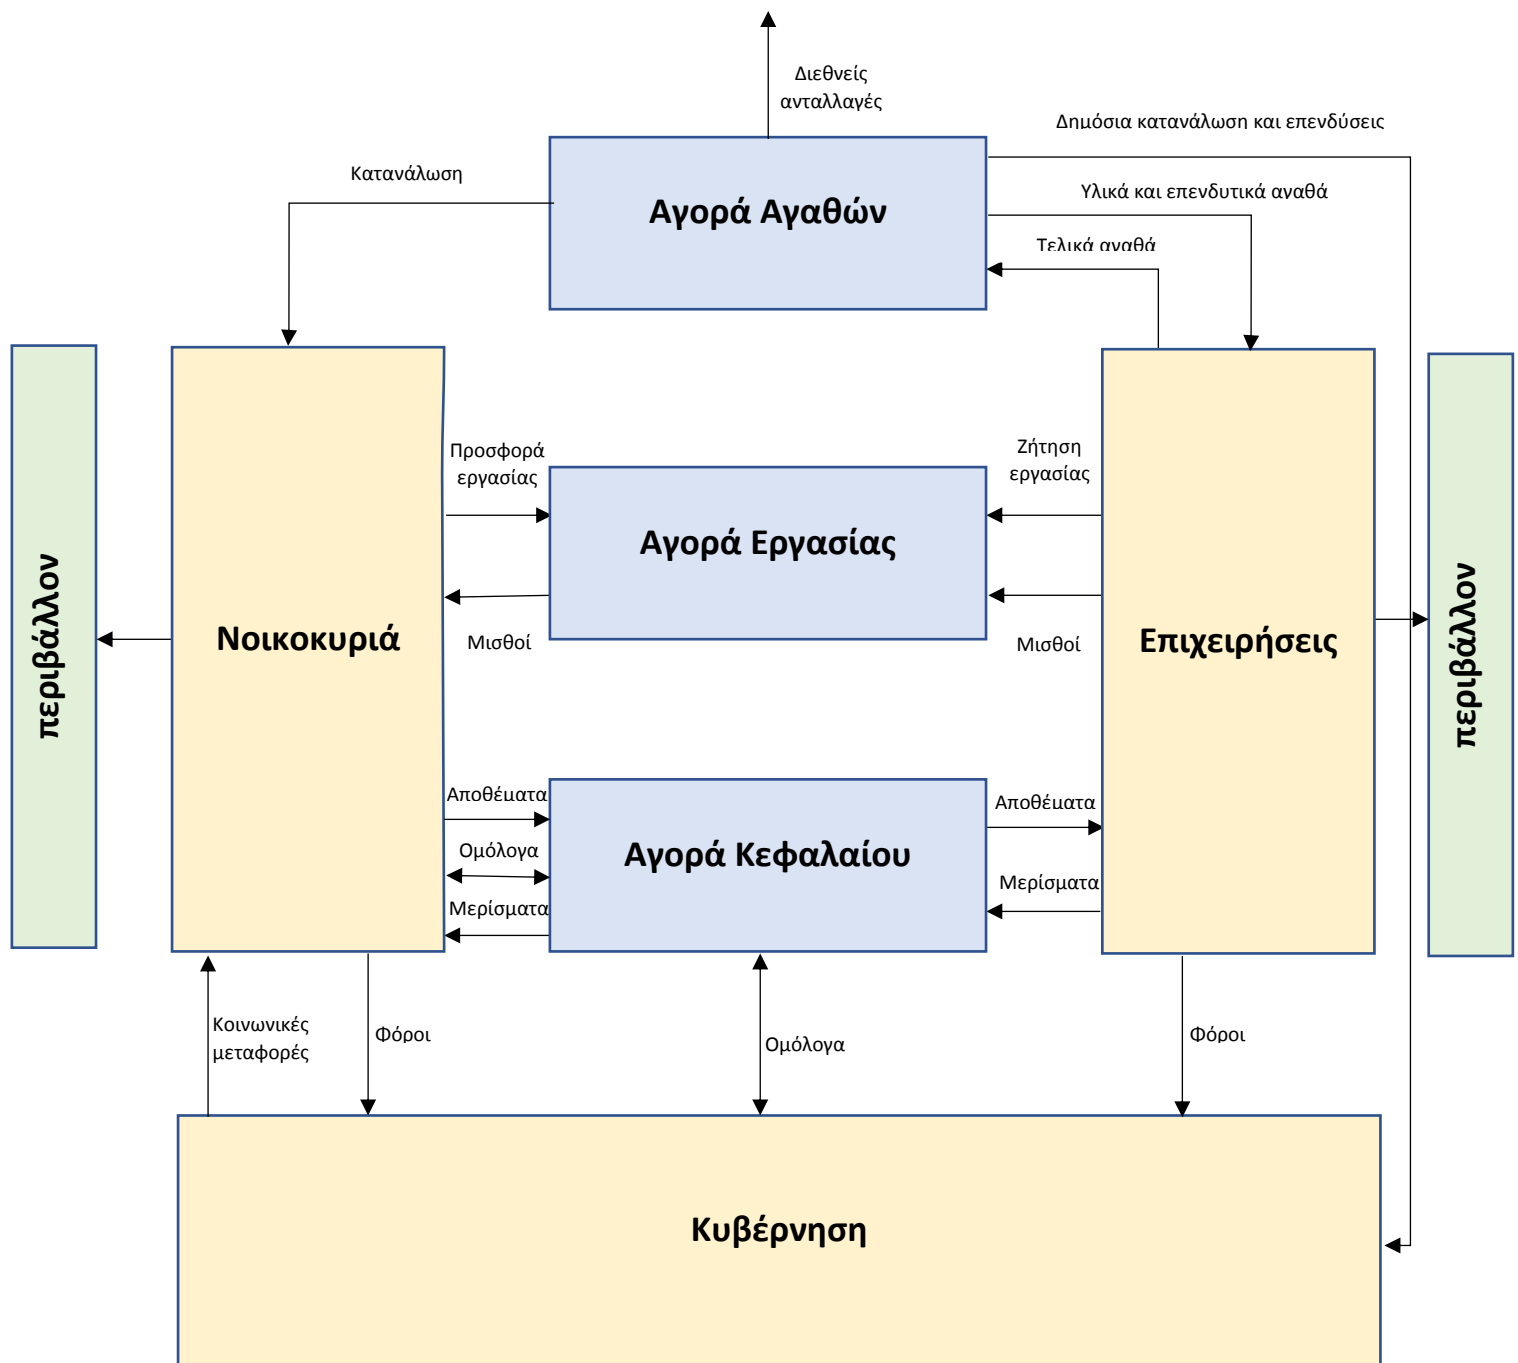 Διεθνείς
ανταλλαγές
Δημόσια κατανάλωση και επενδύσεις
Κατανάλωση
Υλικά και επενδυτικά αγαθά
Αγορά Αγαθών
Τελικά αγαθά
Προσφορά
εργασίας
Ζήτηση
εργασίας
Αγορά Εργασίας
περιβάλλον
Νοικοκυριά
Μισθοί
Μισθοί
Επιχειρήσεις
περιβάλλον
Αποθέματα
Αποθέματα
Ομόλογα
Αγορά Κεφαλαίου
Μερίσματα
Μερίσματα
Κοινωνικές
μεταφορές
Φόροι
Ομόλογα
Φόροι
Κυβέρνηση